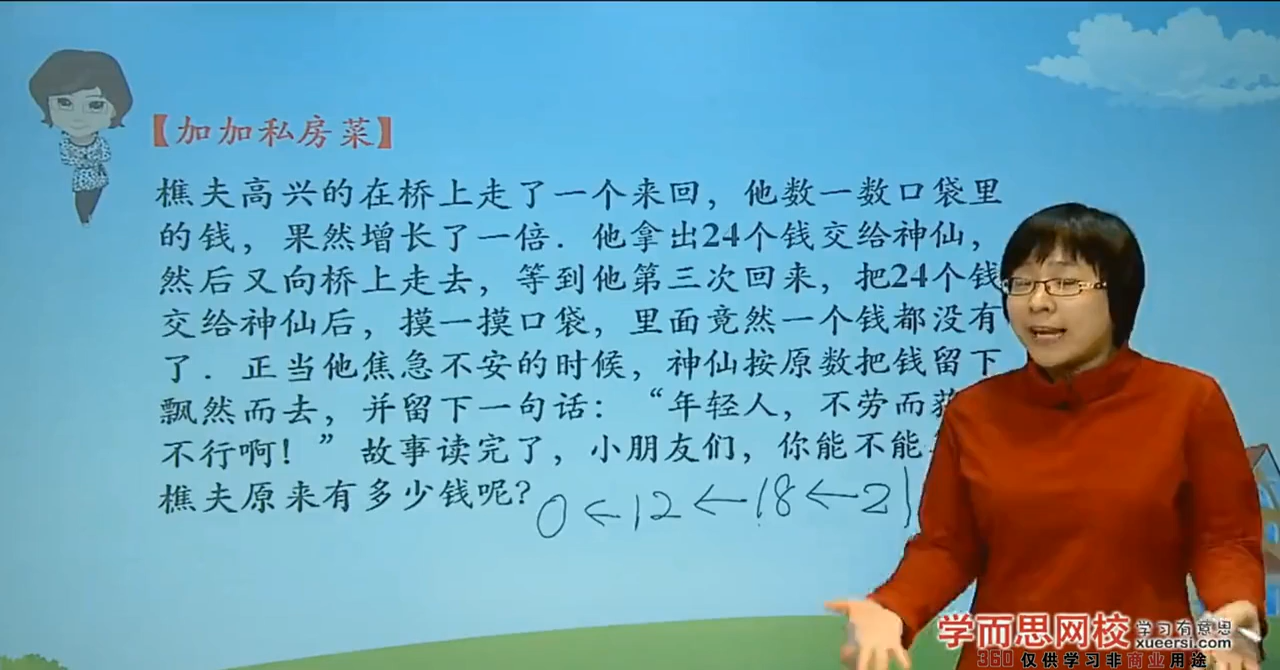 【加加私房菜】
樵夫高兴的在桥上走了一个来回，他数一数口袋里
的钱，果然增长了一倍．他拿出24个钱交给神仙，
然后又向桥上走去，等到他第三次回来，把24个钱
交给神仙后，摸一摸口袋，里面竟然一个钱都没有
了．正当他焦急不安的时候，神仙按原数把钱留下
飘然而去，并留下一句话：“年轻人，不劳而
不行啊！”故事读完了，小朋友们，你能不能
樵夫原来有多少钱呢？
0←12←18←21
学而思网校 学习有意思
xueersi.com
360 仅供学习非商业用途